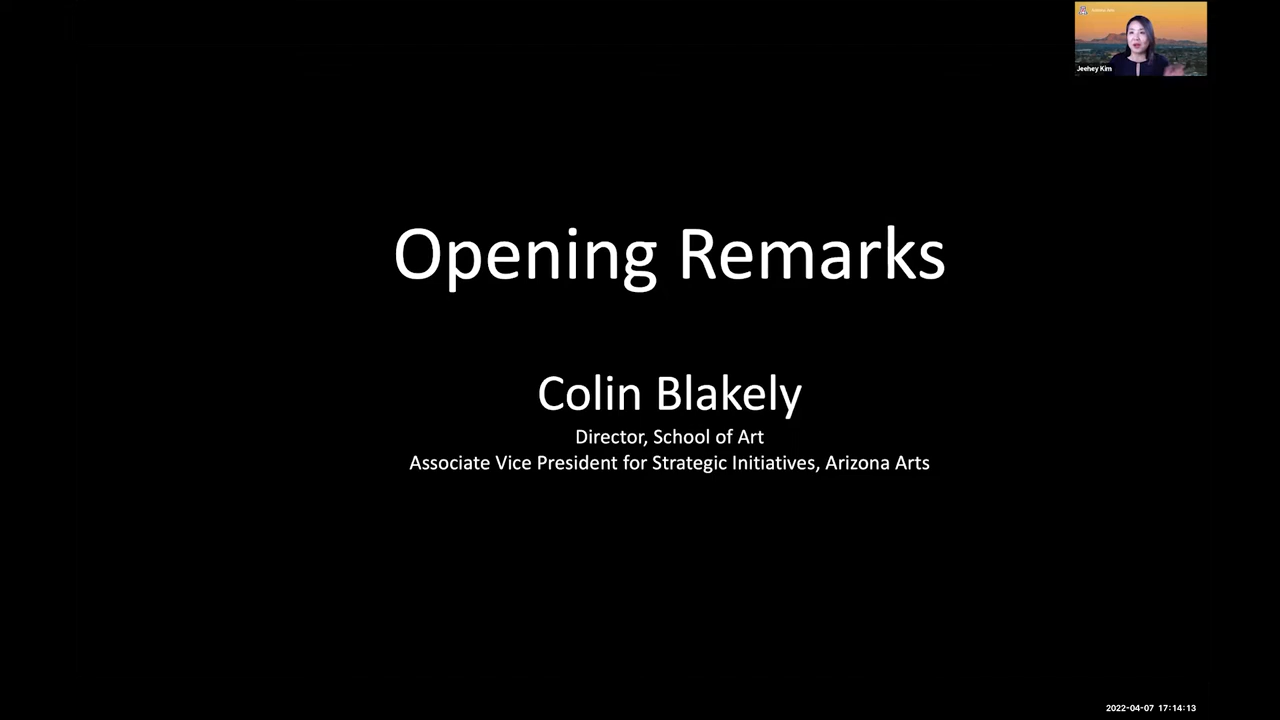 Jeehey Kim
Opening Remarks
Colin Blakely
Director, School of Art
Associate Vice President for Strategic Initiatives, Arizona Arts
2022-04-07 17:14:13